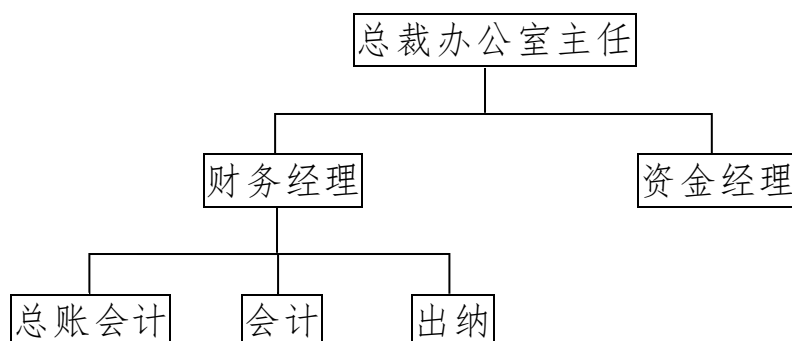 总裁办公室主任
财务经理
资金经理
总账会计
会计
出纳